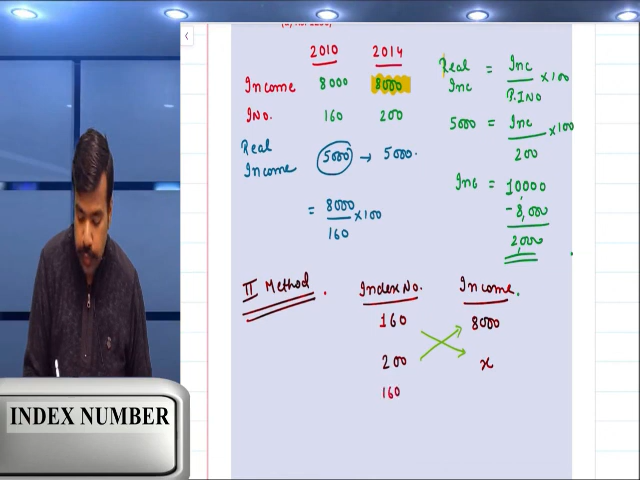 2010 2014
Income 8000 8000
I No. 160 200
Real Income 5000 → 5000.
= 8000/160 × 100
Real Inc = Inc/P.I NO × 100
5000 = Inc/200 × 100
Inc = 10000
- 8,000
2,000
II Method. Index No. Income.
160 8000
200 x
160
INDEX NUMBER